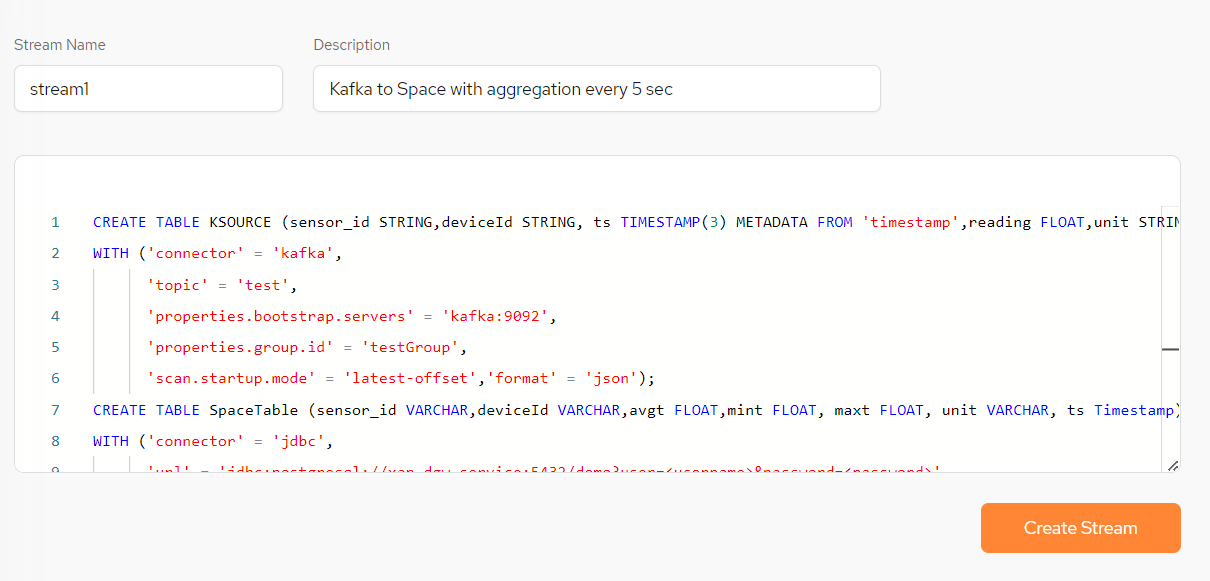 Stream Name
Description
stream1
Kafka to Space with aggregation every 5 sec
1 CREATE TABLE KSOURCE (sensor_id STRING,deviceId STRING, ts TIMESTAMP(3) METADATA FROM 'timestamp',reading FLOAT,unit STRIN
2 WITH ('connector' = 'kafka',
3 'topic' = 'test',
4 'properties.bootstrap.servers' = 'kafka:9092',
5 'properties.group.id' = 'testGroup',
6 'scan.startup.mode' = 'latest-offset','format' = 'json');
7 CREATE TABLE SpaceTable (sensor_id VARCHAR,deviceId VARCHAR,avgt FLOAT,mint FLOAT, maxt FLOAT, unit VARCHAR, ts Timestamp)
8 WITH ('connector' = 'jdbc',
Create Stream